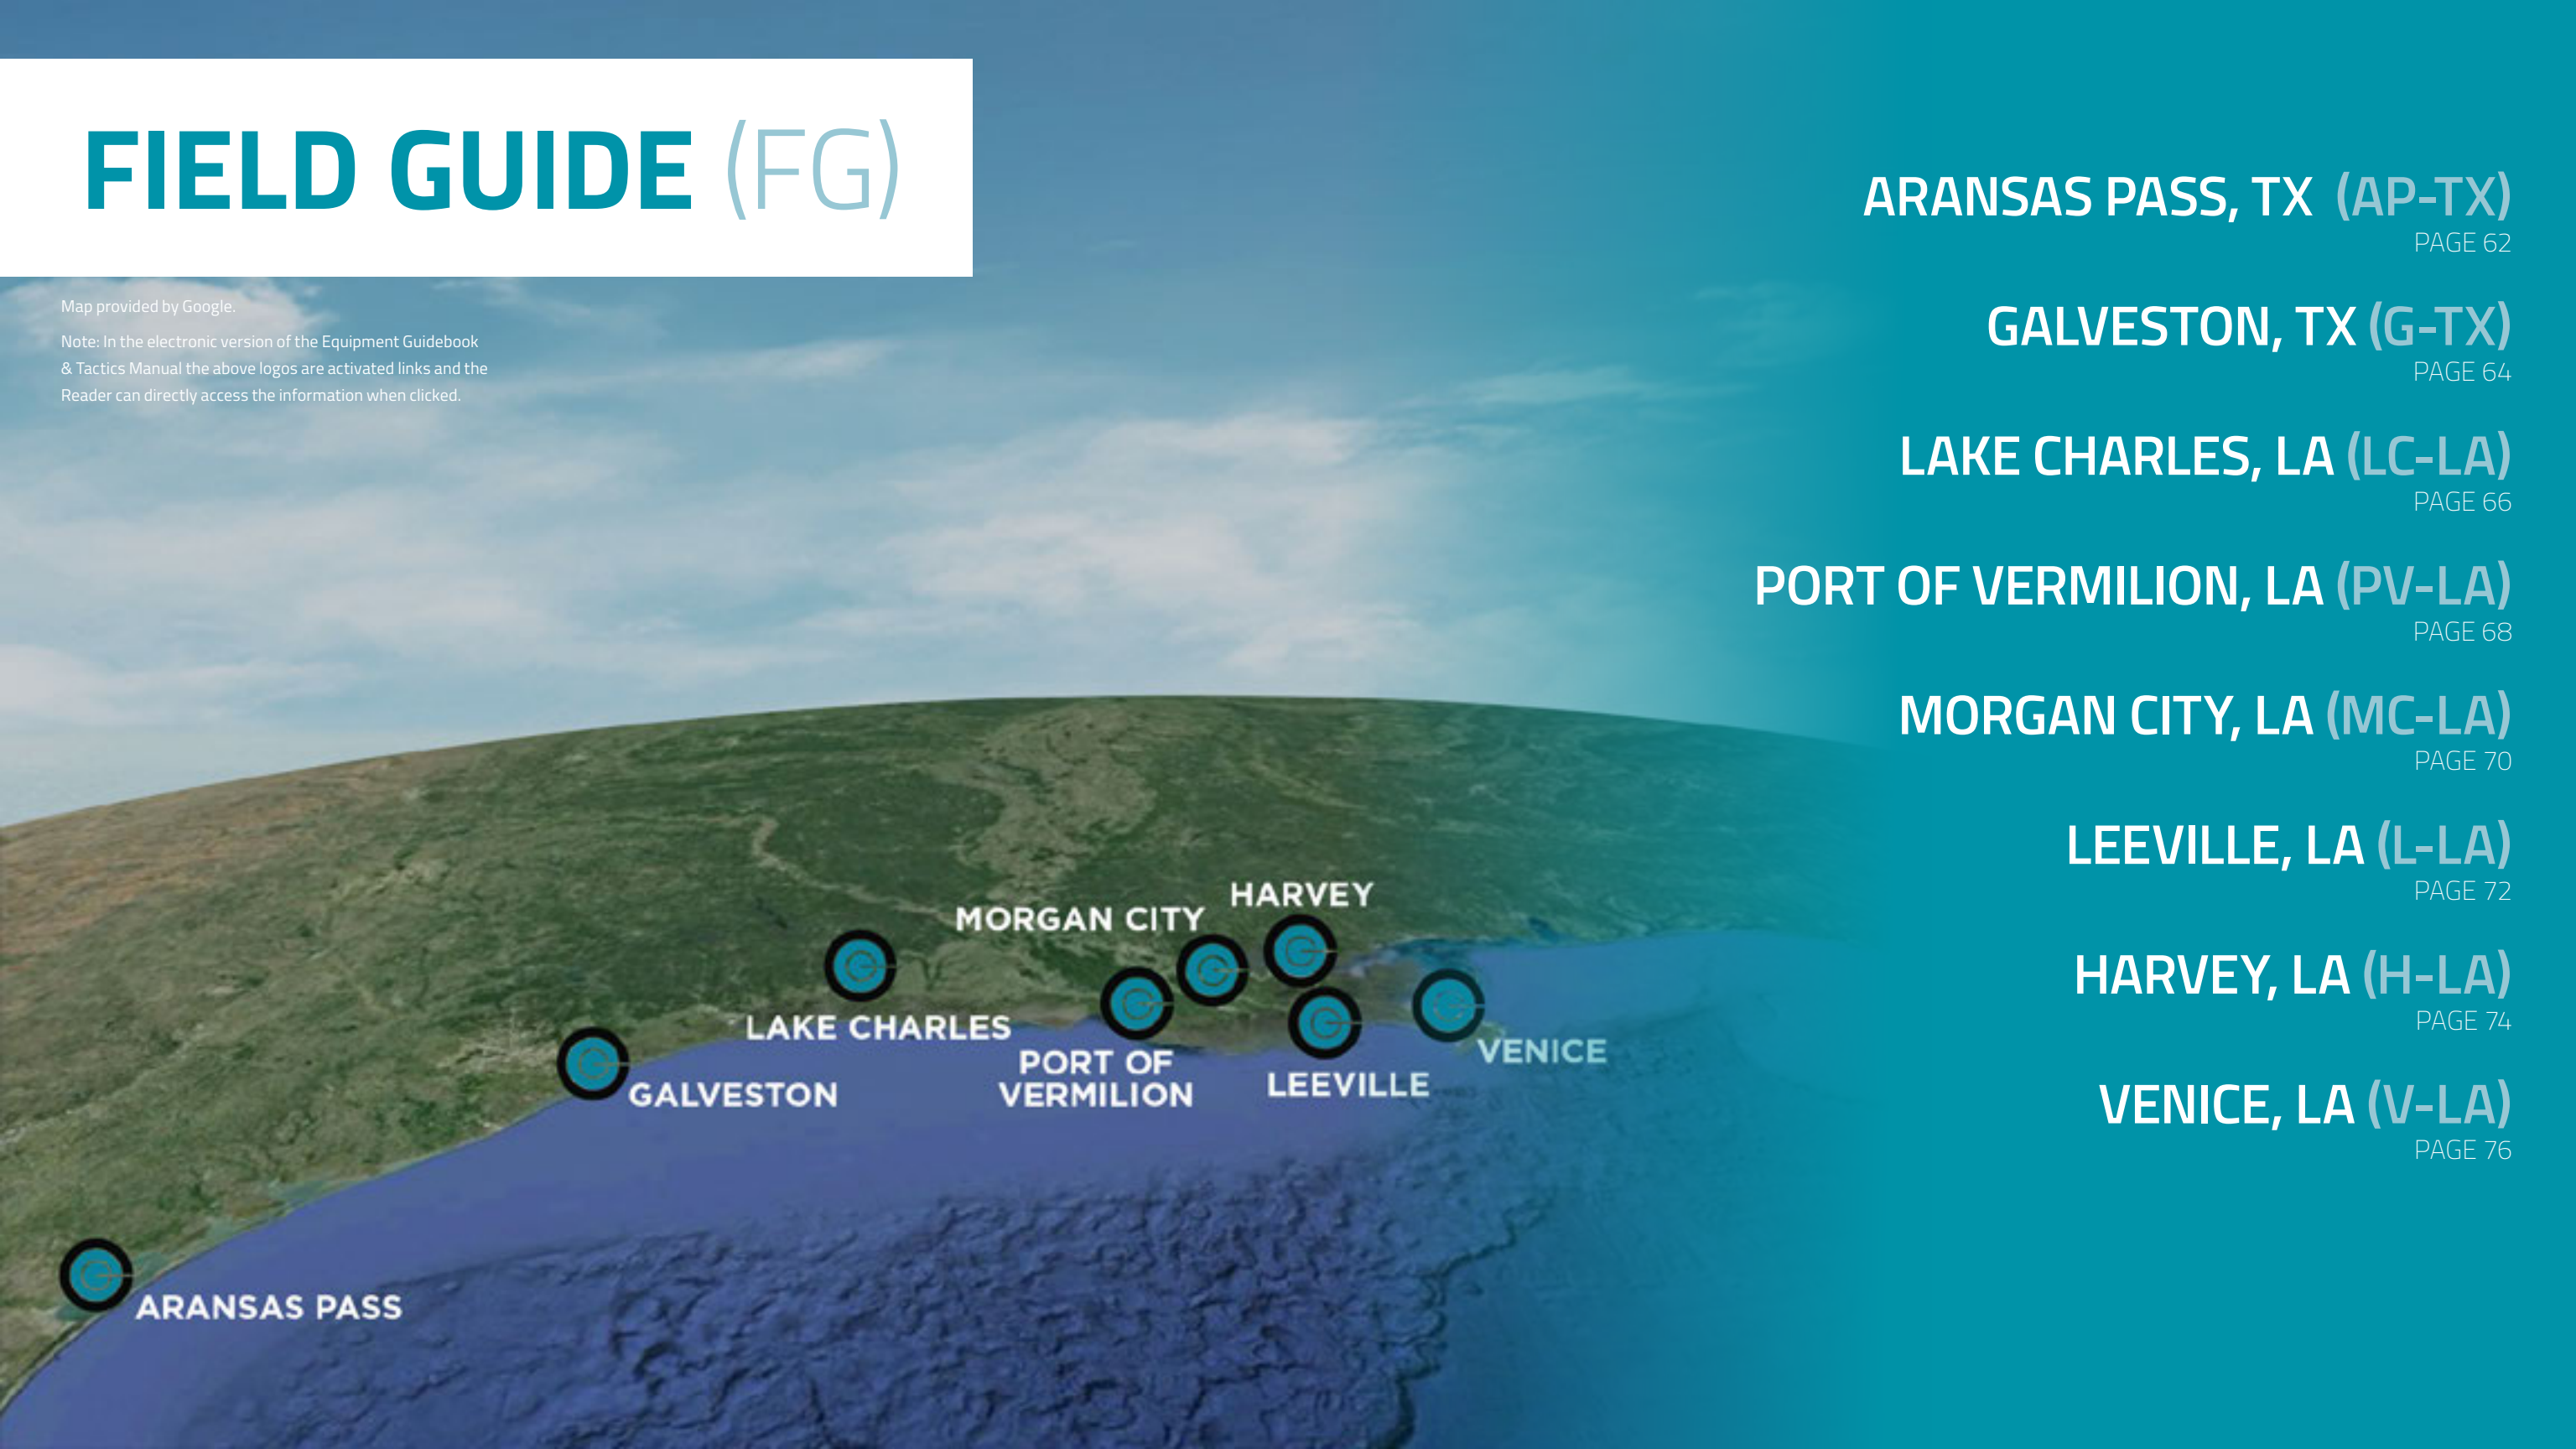 FIELD GUIDE (FG)
Map provided by Google.
Note: In the electronic version of the Equipment Guidebook
& Tactics Manual the above logos are activated links and the
Reader can directly access the information when clicked.
ARANSAS PASS, TX (AP-TX)
PAGE 62
GALVESTON, TX (G-TX)
PAGE 64
LAKE CHARLES, LA (LC-LA)
PAGE 66
PORT OF VERMILION, LA (PV-LA)
PAGE 68
MORGAN CITY, LA (MC-LA)
PAGE 70
LEEVILLE, LA (L-LA)
PAGE 72
HARVEY, LA (H-LA)
PAGE 74
VENICE, LA (V-LA)
PAGE 76
HARVEY
MORGAN CITY
LAKE CHARLES
PORT OF
VERMILION
VENICE
LEEVILLE
GALVESTON
ARANSAS PASS